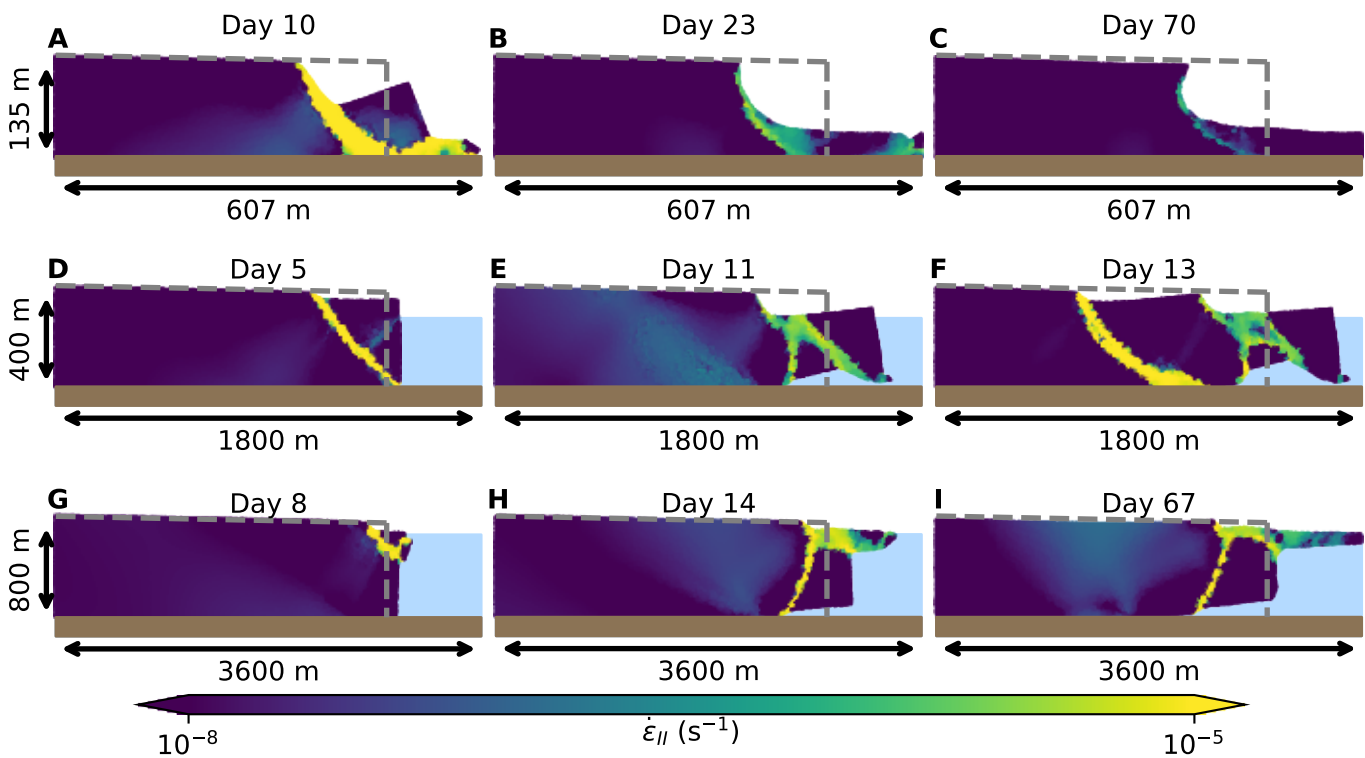 A Day 10
B Day 23
C Day 70
135 m
607 m
607 m
607 m
D Day 5
E Day 11
F Day 13
400 m
1800 m
1800 m
1800 m
G Day 8
H Day 14
I Day 67
800 m
3600 m
3600 m
3600 m
10⁻⁸
ε̇_II (s⁻¹)
10⁻⁵